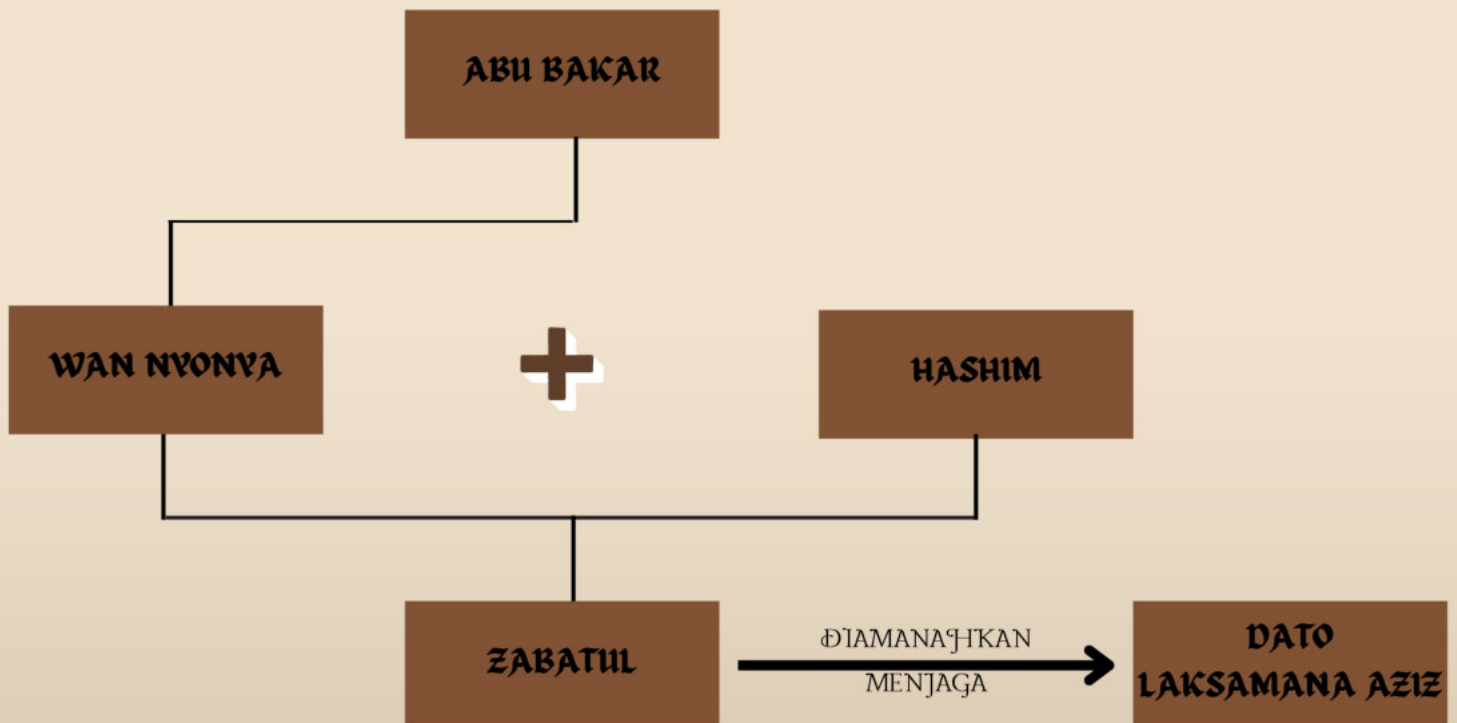 ABU BAKAR
WAN NYONYA
HASHIM
ZABATUL
DIAMANAHKAN
MENJAGA
DATO
LAKSAMANA AZIZ